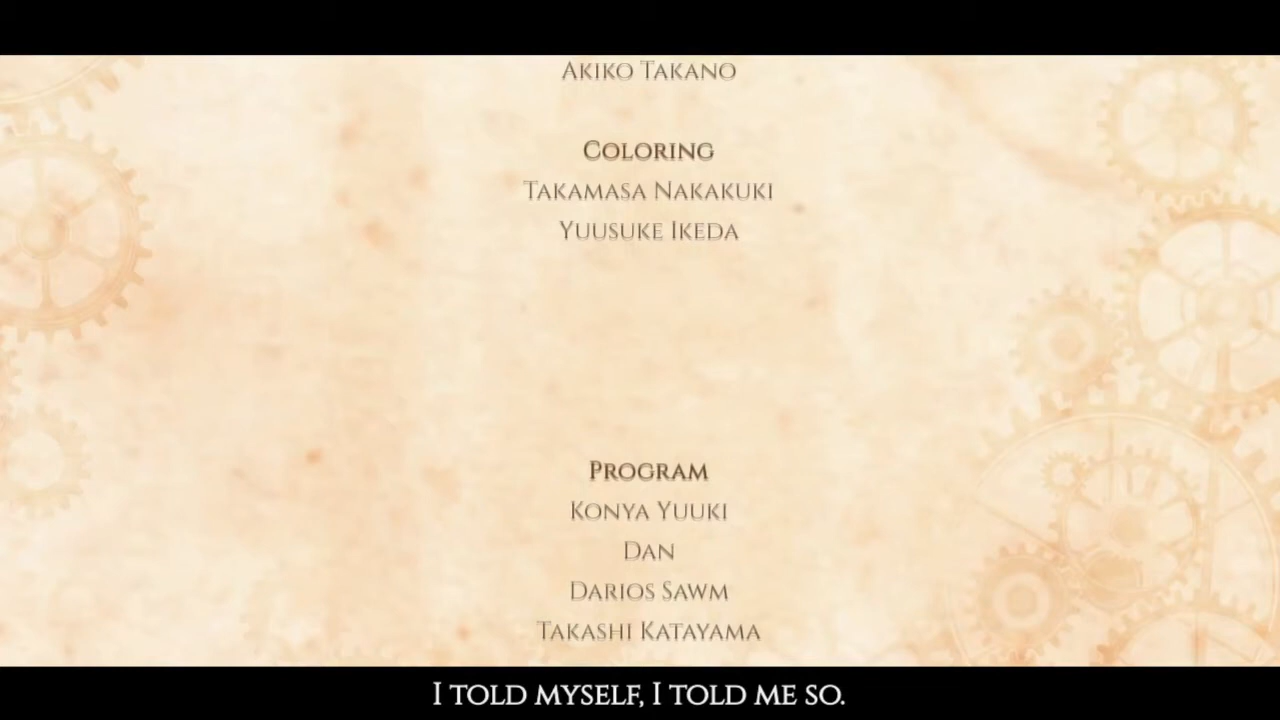 Akiko Takano
Coloring
Takamasa Nakakuki
Yuusuke Ikeda
Program
Konya Yuuki
Dan
Darios Sawm
Takashi Katayama
I told myself, I told me so.